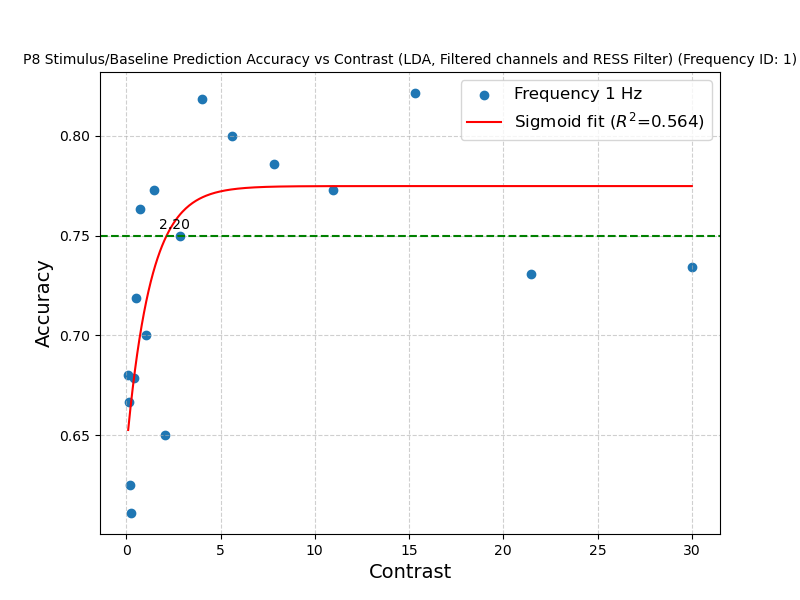 P8 Stimulus/Baseline Prediction Accuracy vs Contrast (LDA, Filtered channels and RESS Filter) (Frequency ID: 1)
Frequency 1 Hz
Sigmoid fit (R²=0.564)
0.80
0.75
0.70
0.65
2.20
Accuracy
0
5
10
15
20
25
30
Contrast